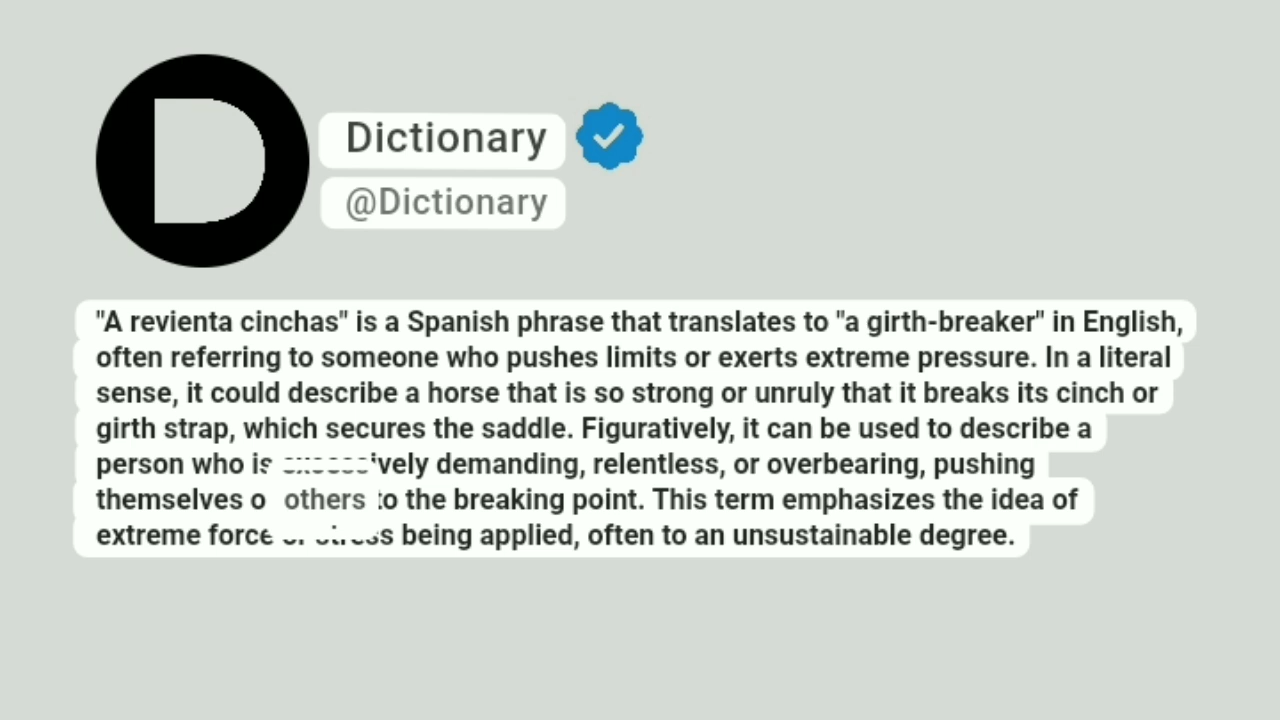 D
Dictionary
@Dictionary
"A revienta cinchas" is a Spanish phrase that translates to "a girth-breaker" in English,
often referring to someone who pushes limits or exerts extreme pressure. In a literal
sense, it could describe a horse that is so strong or unruly that it breaks its cinch or
girth strap, which secures the saddle. Figuratively, it can be used to describe a
person who is demanding, relentless, or overbearing, pushing
themselves others to the breaking point. This term emphasizes the idea of
extreme force being applied, often to an unsustainable degree.